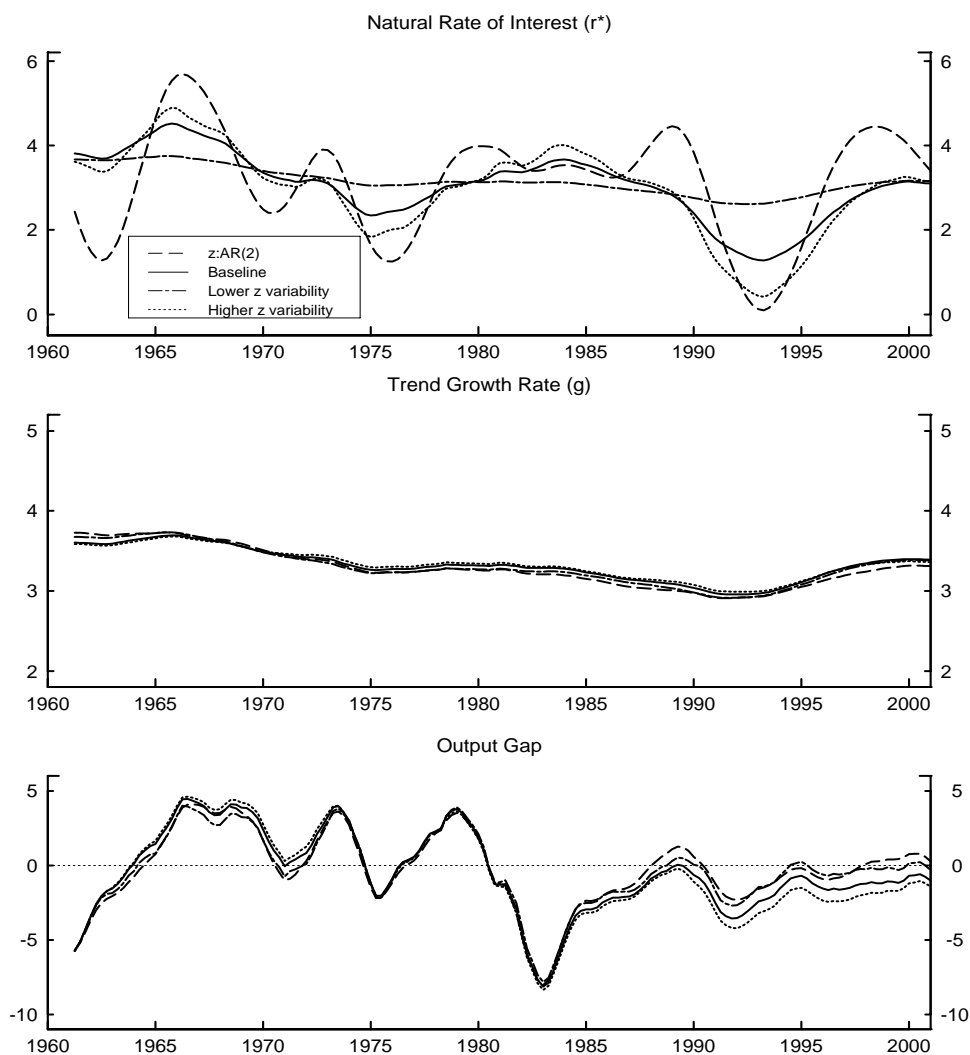 Natural Rate of Interest (r*)
6 6
4 4
2 2
0 0
z:AR(2)
Baseline
Lower z variability
Higher z variability
1960 1965 1970 1975 1980 1985 1990 1995 2000
Trend Growth Rate (g)
5 5
4 4
3 3
2 2
1960 1965 1970 1975 1980 1985 1990 1995 2000
Output Gap
5 5
0 0
-5 -5
-10 -10
1960 1965 1970 1975 1980 1985 1990 1995 2000